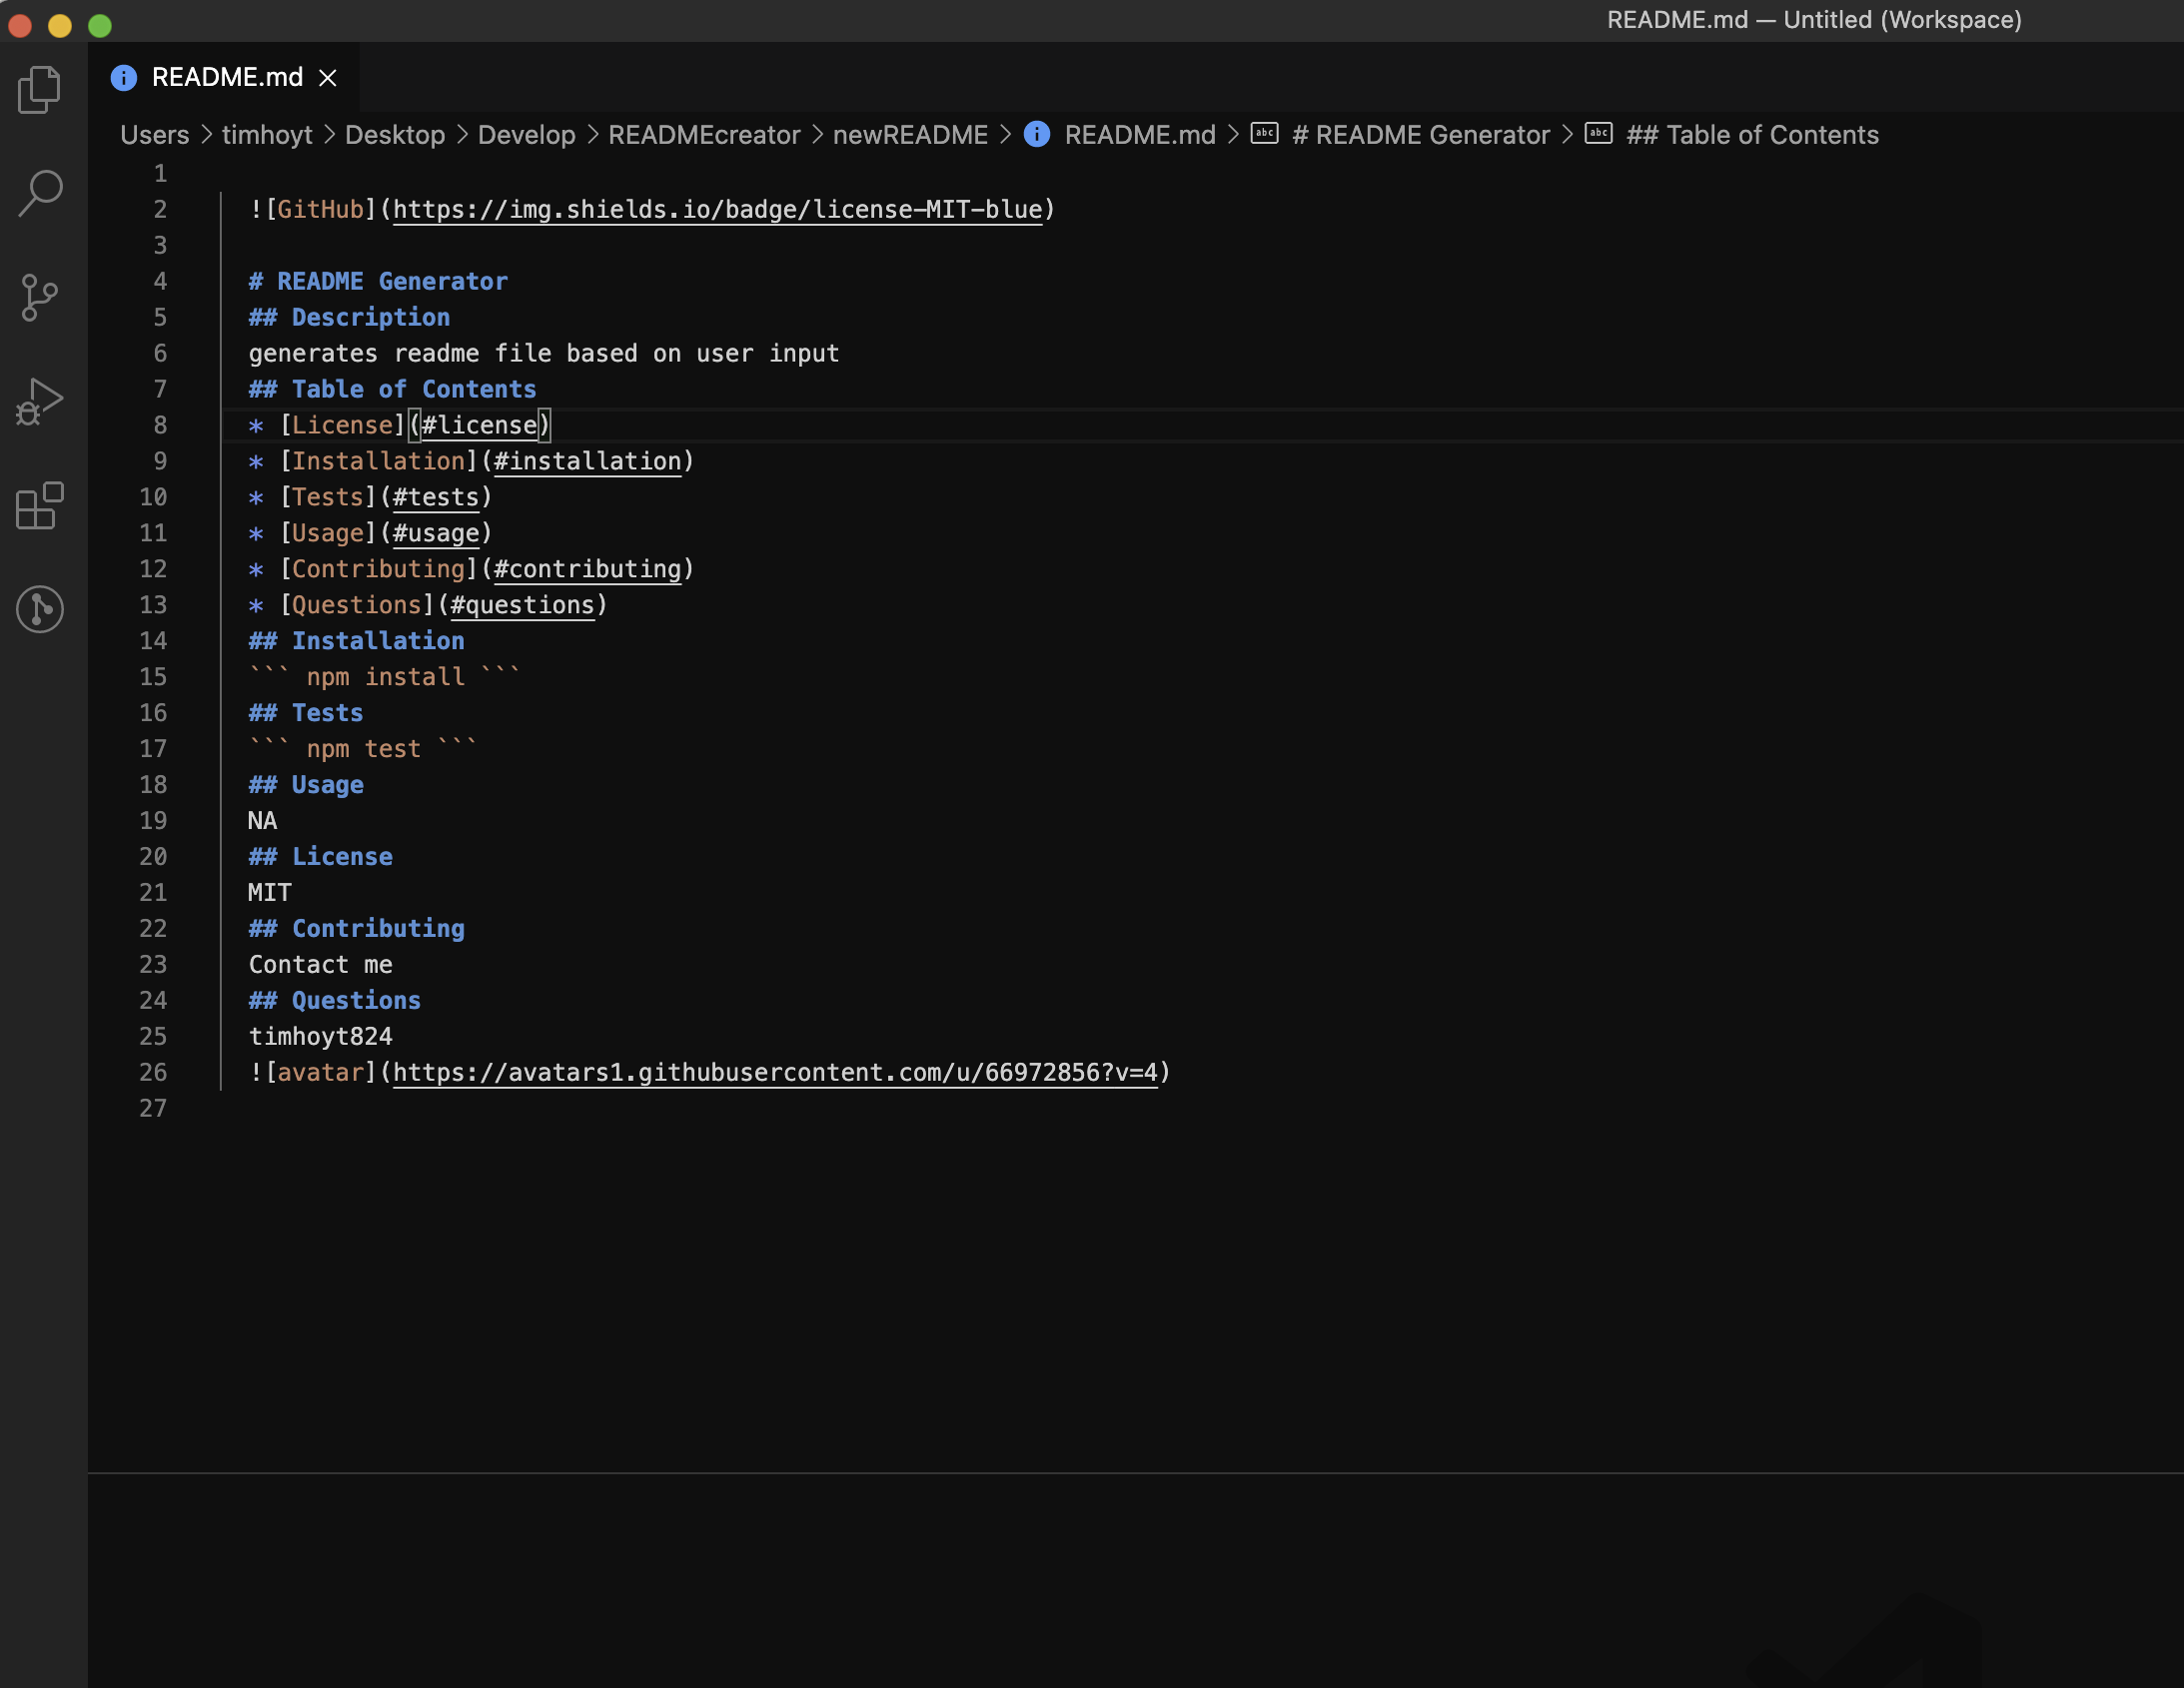 README.md — Untitled (Workspace)
README.md
Users > timhoyt > Desktop > Develop > READMEcreator > newREADME > README.md > # README Generator > ## Table of Contents
1
2 ![GitHub](https://img.shields.io/badge/license-MIT-blue)
3
4 # README Generator
5 ## Description
6 generates readme file based on user input
7 ## Table of Contents
8 * [License](#license)
9 * [Installation](#installation)
10 * [Tests](#tests)
11 * [Usage](#usage)
12 * [Contributing](#contributing)
13 * [Questions](#questions)
14 ## Installation
15 ``` npm install ```
16 ## Tests
17 ``` npm test ```
18 ## Usage
19 NA
20 ## License
21 MIT
22 ## Contributing
23 Contact me
24 ## Questions
25 timhoyt824
26 ![avatar](https://avatars1.githubusercontent.com/u/66972856?v=4)
27